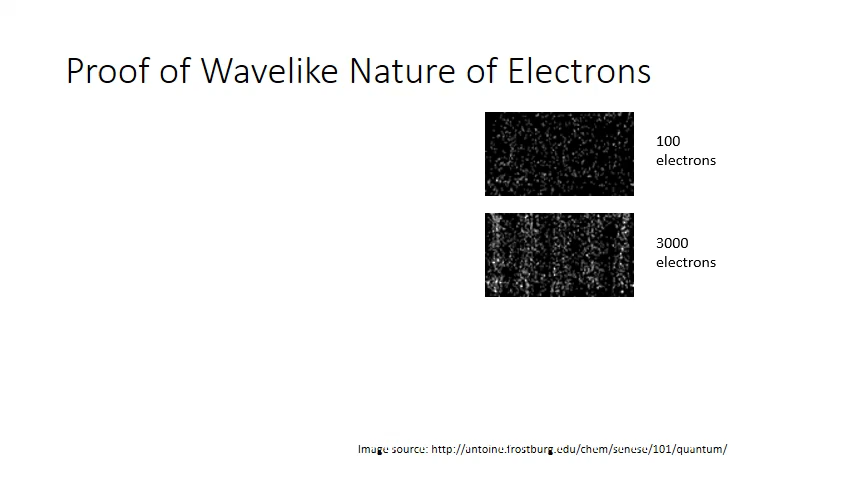 Proof of Wavelike Nature of Electrons
100
electrons
3000
electrons
Image source: http://antoine.frostburg.edu/chem/senese/101/quantum/